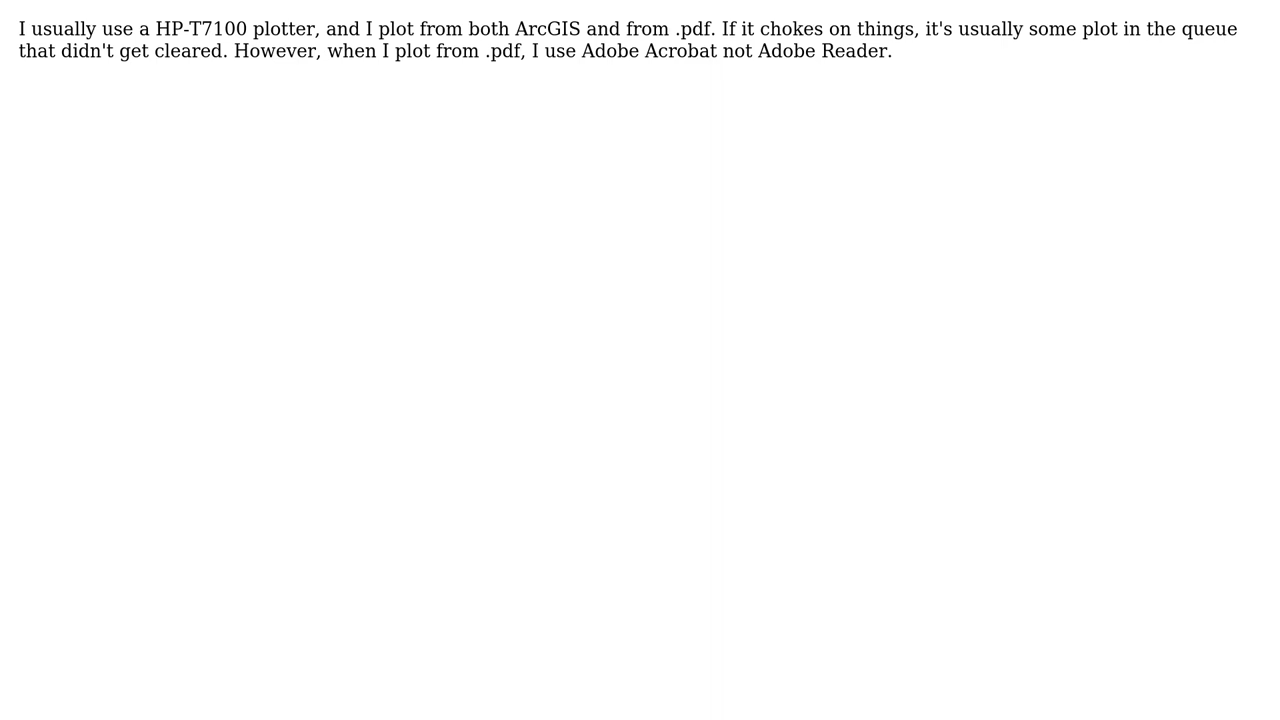 I usually use a HP-T7100 plotter, and I plot from both ArcGIS and from .pdf. If it chokes on things, it's usually some plot in the queue
that didn't get cleared. However, when I plot from .pdf, I use Adobe Acrobat not Adobe Reader.